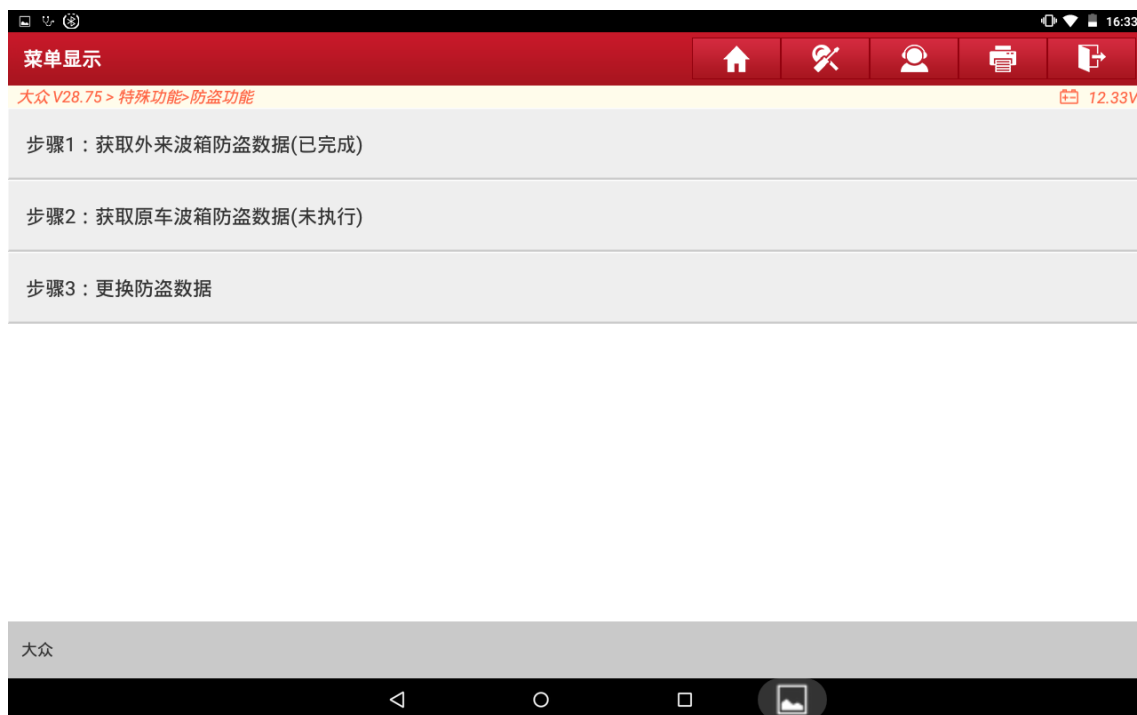 16:33
菜单显示
大众 V28.75 > 特殊功能>防盗功能
12.33V
步骤1：获取外来波箱防盗数据(已完成)
步骤2：获取原车波箱防盗数据(未执行)
步骤3：更换防盗数据
大众